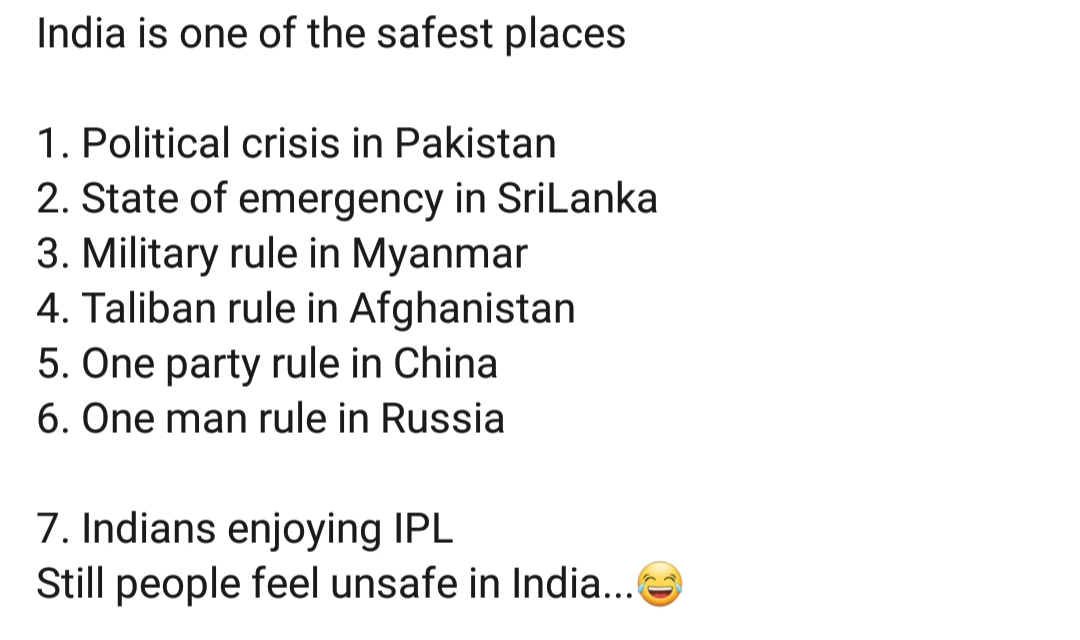 India is one of the safest places
1. Political crisis in Pakistan
2. State of emergency in SriLanka
3. Military rule in Myanmar
4. Taliban rule in Afghanistan
5. One party rule in China
6. One man rule in Russia
7. Indians enjoying IPL
Still people feel unsafe in India...😂